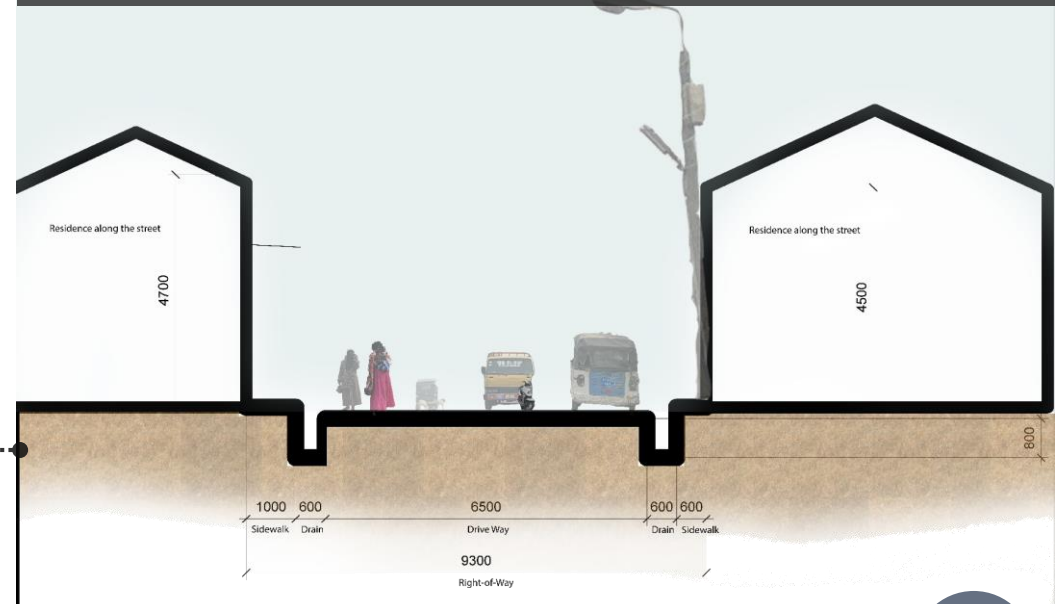 Residence along the street
Residence along the street
4700
4500
800
1000 600 6500 600 600
Sidewalk Drain Drive Way Drain Sidewalk
9300
Right-of-Way